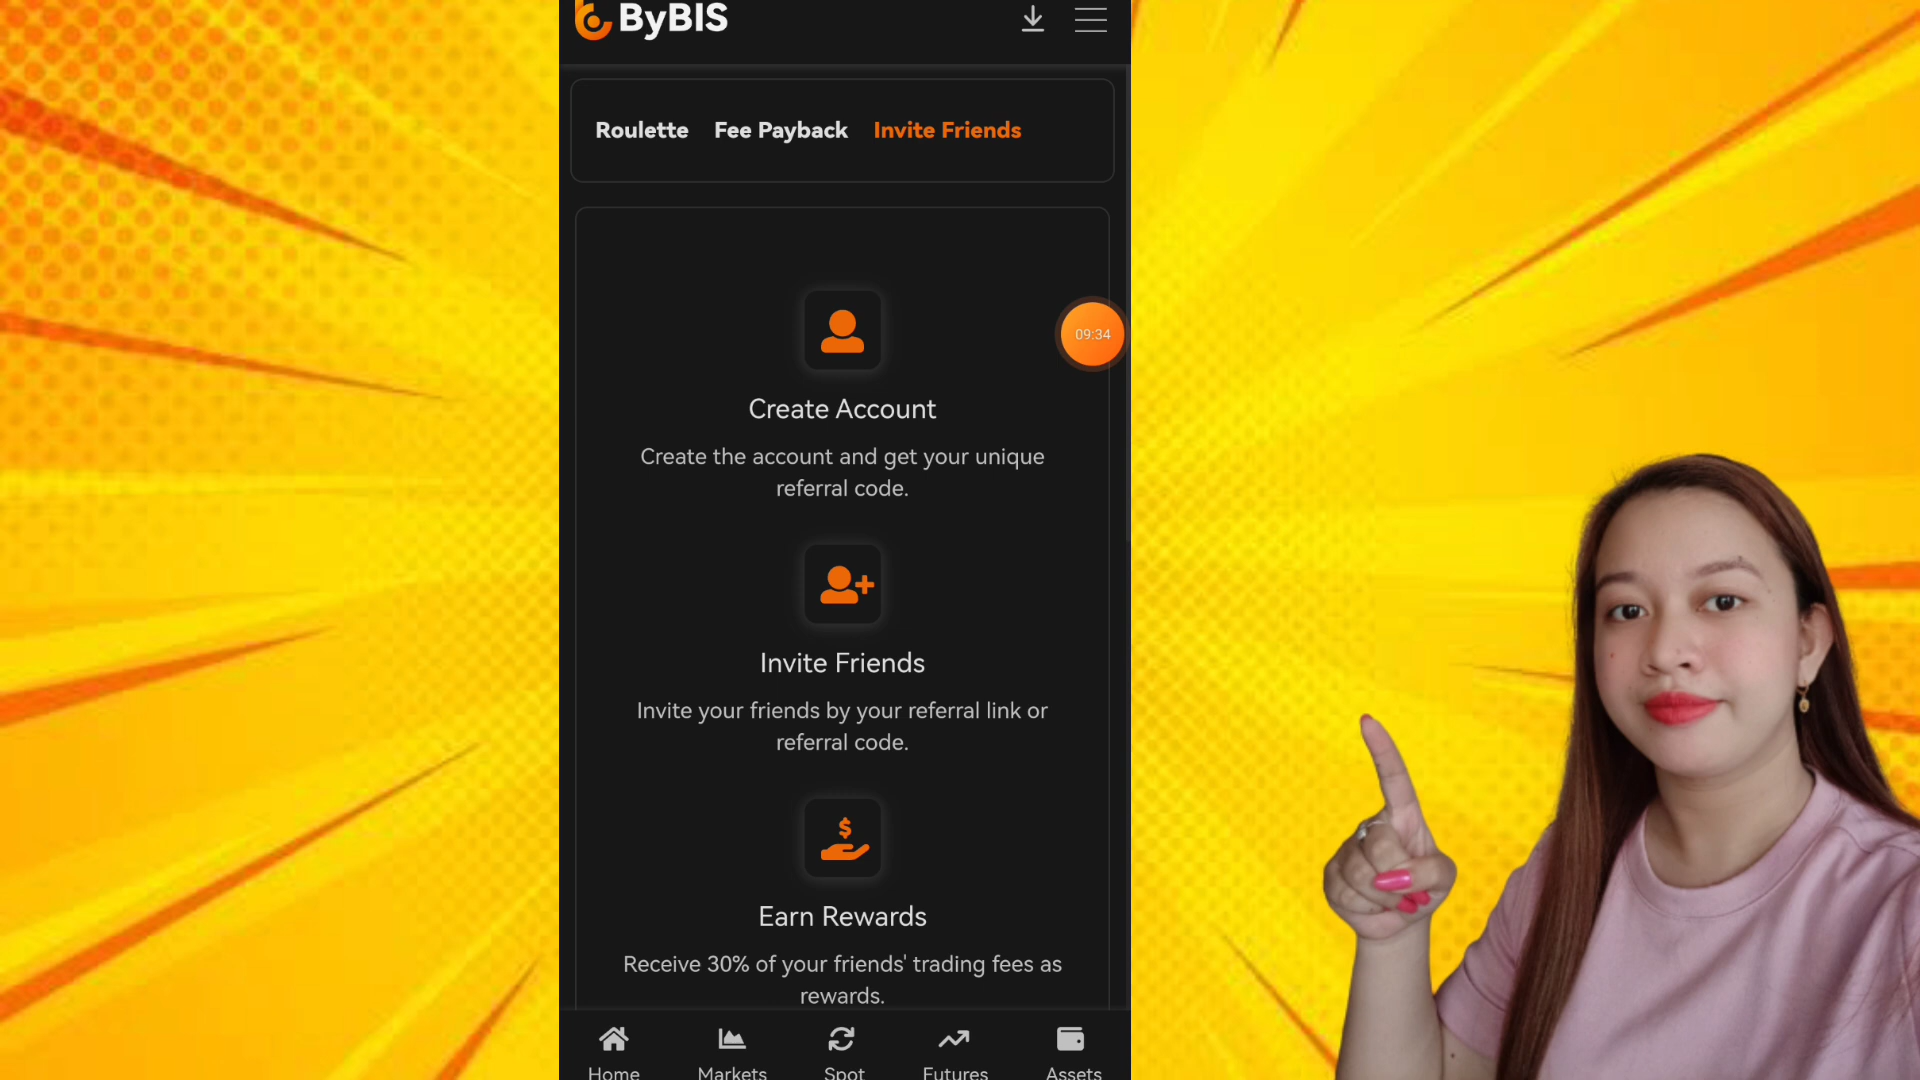 ByBIS
Roulette Fee Payback Invite Friends
09:34
Create Account
Create the account and get your unique
referral code.
Invite Friends
Invite your friends by your referral link or
referral code.
Earn Rewards
Receive 30% of your friends' trading fees as
rewards.
Home Markets Spot Futures Assets